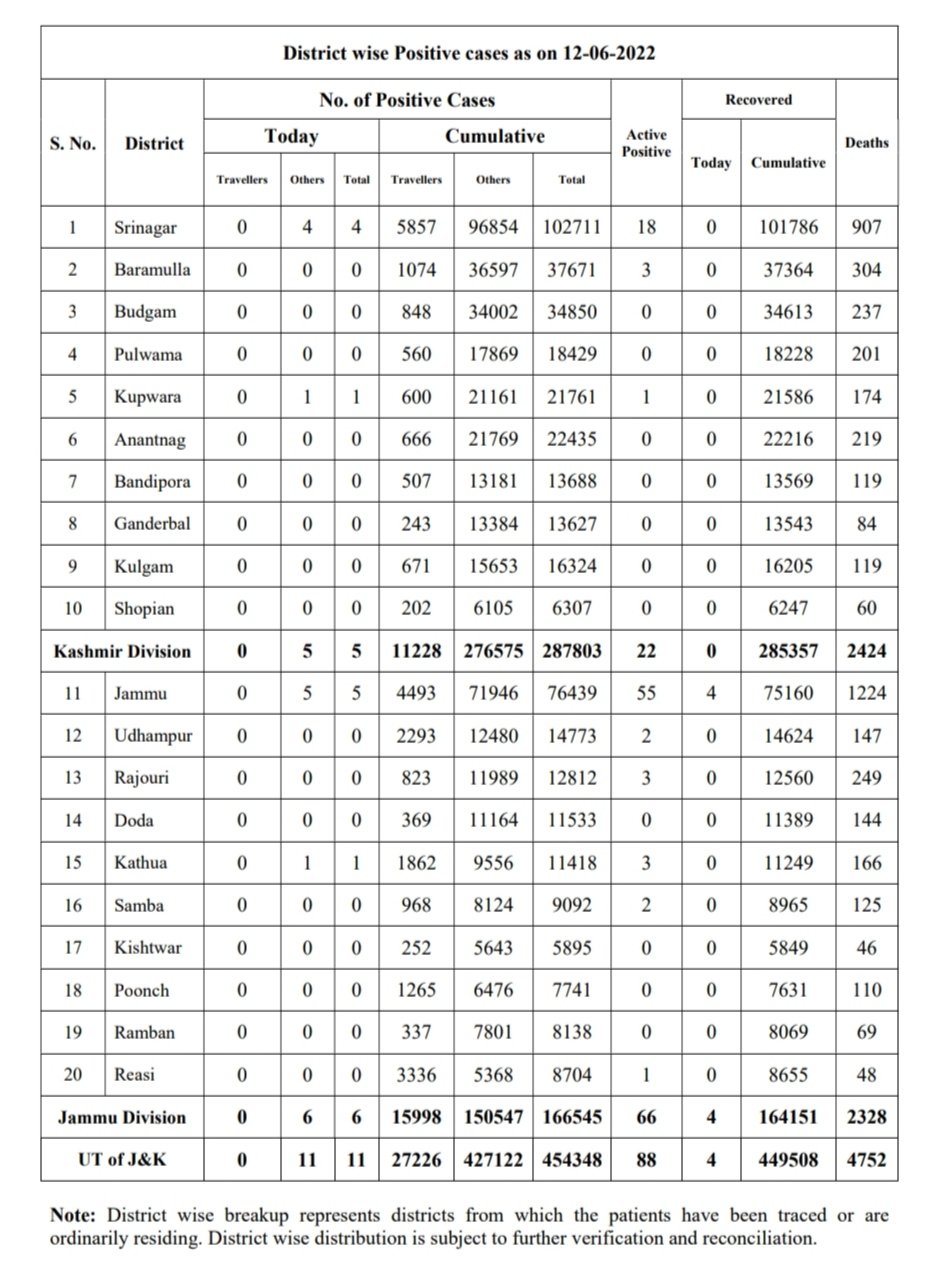 District wise Positive cases as on 12-06-2022
S. No. District No. of Positive Cases Active Positive Recovered Deaths
Today Cumulative Today Cumulative
Travellers Others Total Travellers Others Total
1 Srinagar 0 4 4 5857 96854 102711 18 0 101786 907
2 Baramulla 0 0 0 1074 36597 37671 3 0 37364 304
3 Budgam 0 0 0 848 34002 34850 0 0 34613 237
4 Pulwama 0 0 0 560 17869 18429 0 0 18228 201
5 Kupwara 0 1 1 600 21161 21761 1 0 21586 174
6 Anantnag 0 0 0 666 21769 22435 0 0 22216 219
7 Bandipora 0 0 0 507 13181 13688 0 0 13569 119
8 Ganderbal 0 0 0 243 13384 13627 0 0 13543 84
9 Kulgam 0 0 0 671 15653 16324 0 0 16205 119
10 Shopian 0 0 0 202 6105 6307 0 0 6247 60
Kashmir Division 0 5 5 11228 276575 287803 22 0 285357 2424
11 Jammu 0 5 5 4493 71946 76439 55 4 75160 1224
12 Udhampur 0 0 0 2293 12480 14773 2 0 14624 147
13 Rajouri 0 0 0 823 11989 12812 3 0 12560 249
14 Doda 0 0 0 369 11164 11533 0 0 11389 144
15 Kathua 0 1 1 1862 9556 11418 3 0 11249 166
16 Samba 0 0 0 968 8124 9092 2 0 8965 125
17 Kishtwar 0 0 0 252 5643 5895 0 0 5849 46
18 Poonch 0 0 0 1265 6476 7741 0 0 7631 110
19 Ramban 0 0 0 337 7801 8138 0 0 8069 69
20 Reasi 0 0 0 3336 5368 8704 1 0 8655 48
Jammu Division 0 6 6 15998 150547 166545 66 4 164151 2328
UT of J&K 0 11 11 27226 427122 454348 88 4 449508 4752
Note: District wise breakup represents districts from which the patients have been traced or are
ordinarily residing. District wise distribution is subject to further verification and reconciliation.